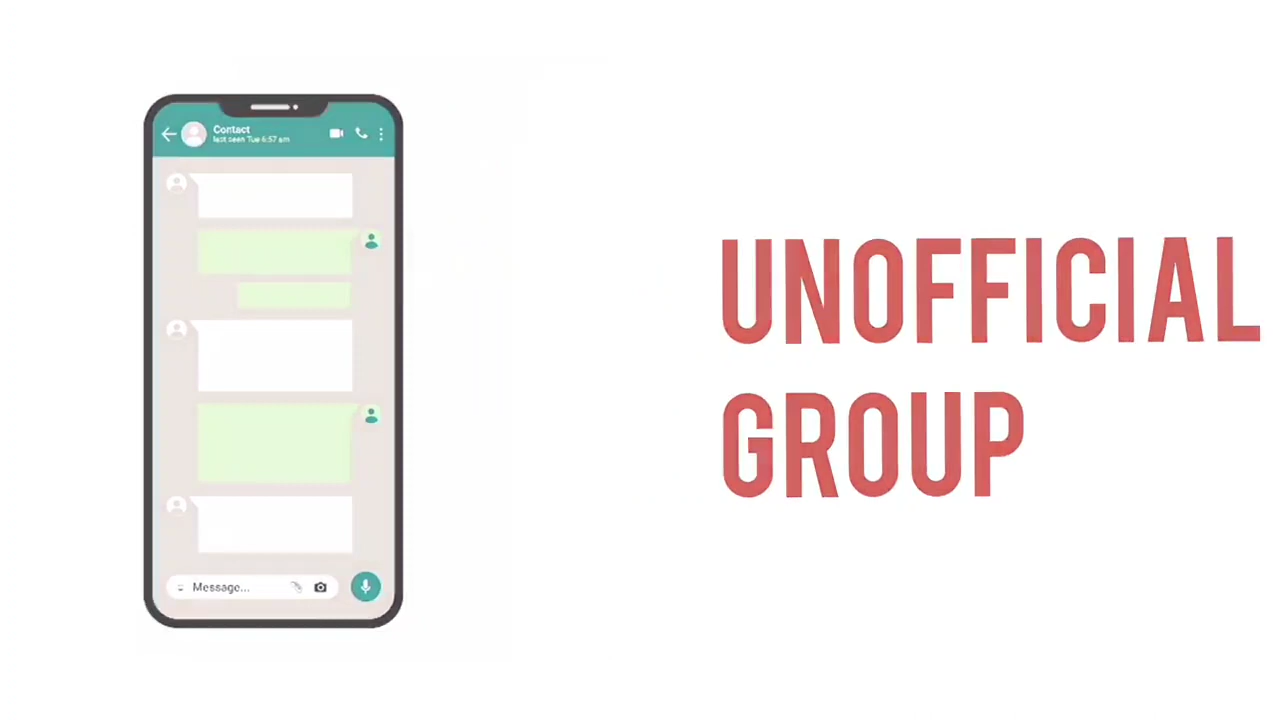 Contact
last seen Tue 6:57 am
Message...
UNOFFICIAL
GROUP